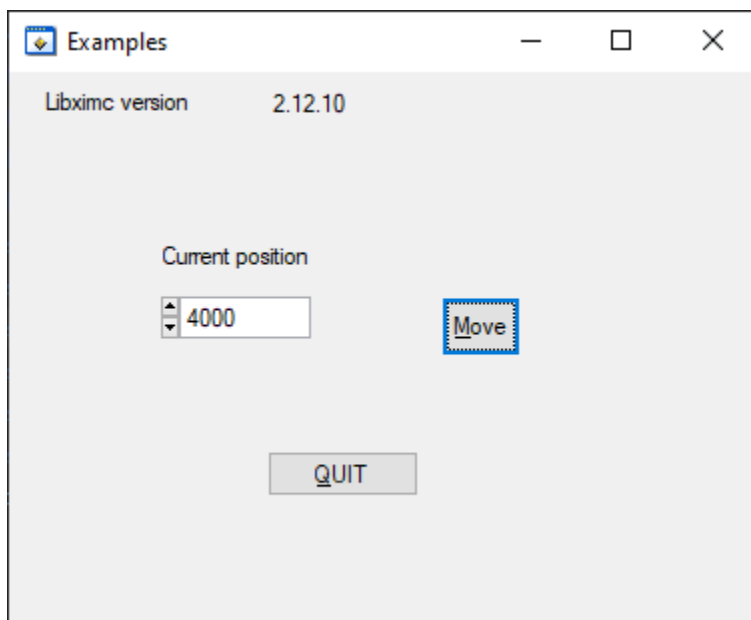 Examples
Libximc version 2.12.10
Current position
4000 Move
QUIT